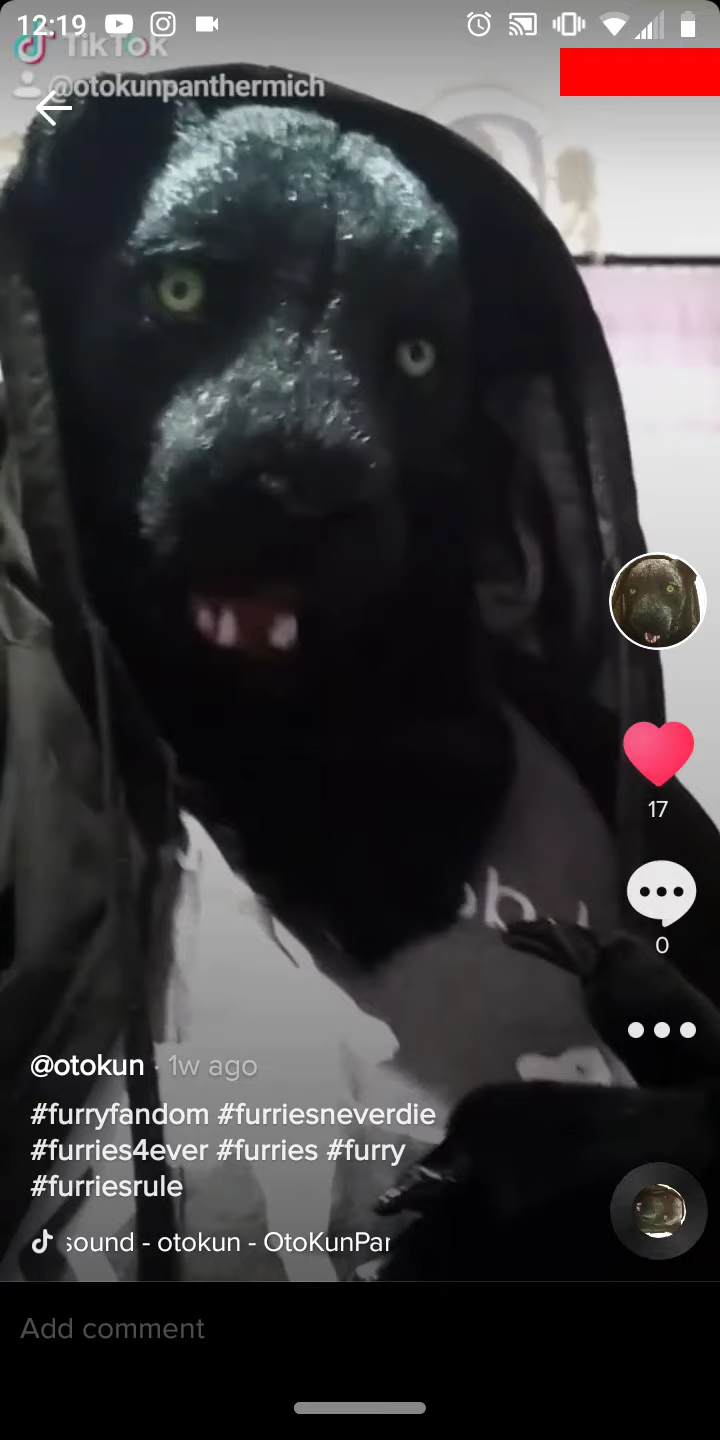 12:19
TikTok
@otokunpanthermich
17
0
@otokun · 1w ago
#furryfandom #furriesneverdie
#furries4ever #furries #furry
#furriesrule
sound - otokun - OtoKunPar
Add comment